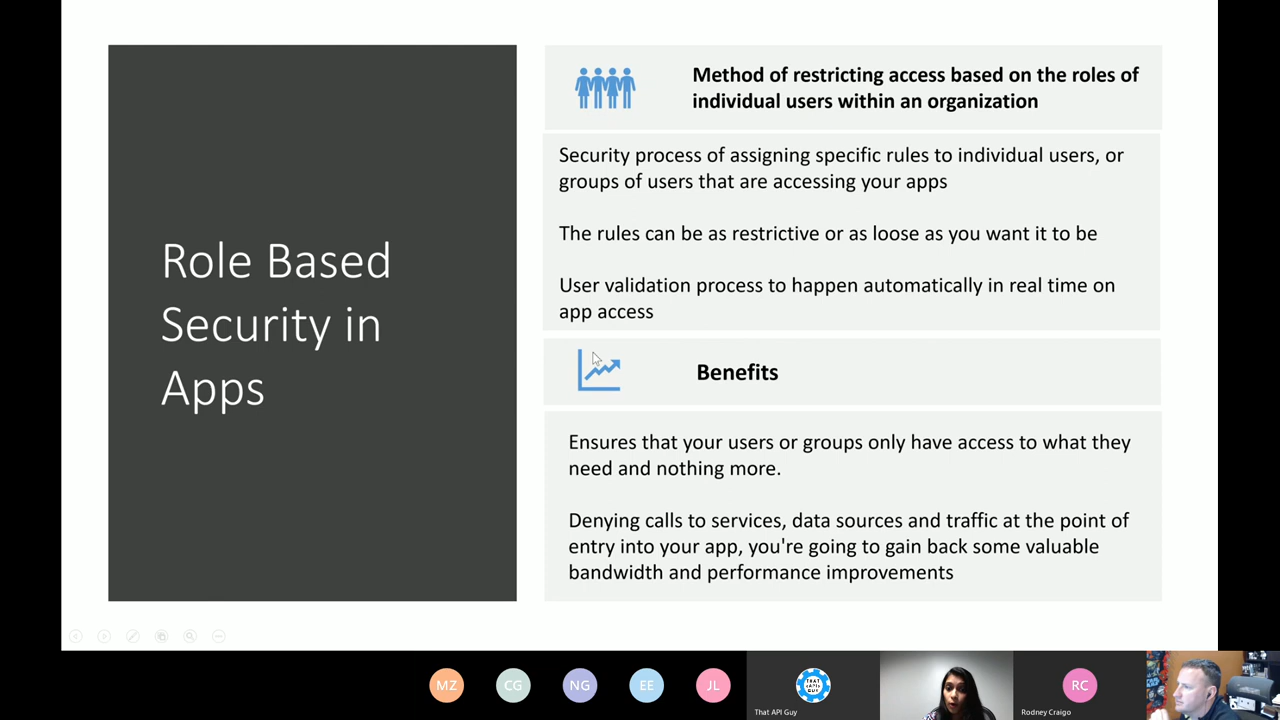 Role Based
Security in
Apps
Method of restricting access based on the roles of
individual users within an organization
Security process of assigning specific rules to individual users, or
groups of users that are accessing your apps
The rules can be as restrictive or as loose as you want it to be
User validation process to happen automatically in real time on
app access
Benefits
Ensures that your users or groups only have access to what they
need and nothing more.
Denying calls to services, data sources and traffic at the point of
entry into your app, you're going to gain back some valuable
bandwidth and performance improvements
MZ
CG
NG
EE
JL
THAT
API
GUY
That API Guy
RC
Rodney Craigo